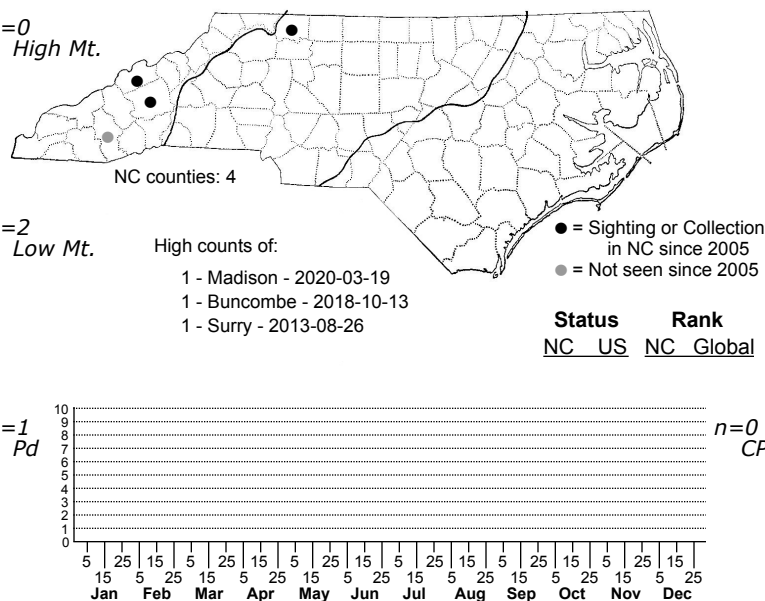 =0
High Mt.
NC counties: 4
=2
Low Mt.
High counts of:
1 - Madison - 2020-03-19
1 - Buncombe - 2018-10-13
1 - Surry - 2013-08-26
= Sighting or Collection
in NC since 2005
= Not seen since 2005
Status Rank
NC US NC Global
=1
Pd
n=0
CP
10
9
8
7
6
5
4
3
2
1
0
5 25 15 5 25 15 5 25 15 5 25 15 5 25 15 5 25 15
15 5 25 15 5 25 15 5 25 15 5 25 15 5 25 15 5 25
Jan Feb Mar Apr May Jun Jul Aug Sep Oct Nov Dec